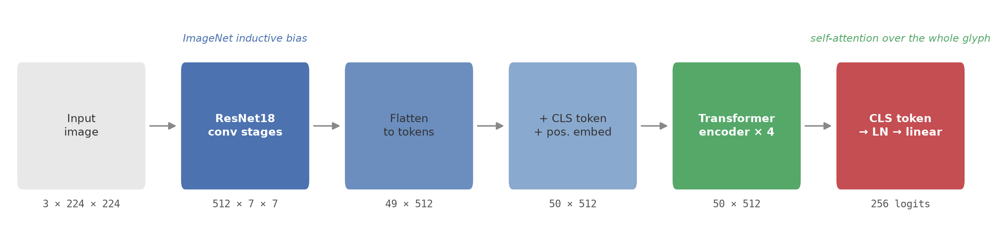 ImageNet inductive bias
self-attention over the whole glyph
Input
image
ResNet18
conv stages
Flatten
to tokens
+ CLS token
+ pos. embed
Transformer
encoder × 4
CLS token
→ LN → linear
3 × 224 × 224
512 × 7 × 7
49 × 512
50 × 512
50 × 512
256 logits